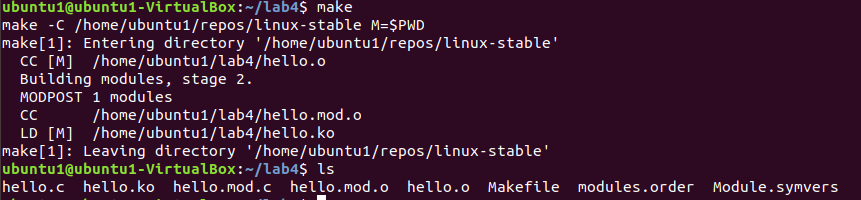 ubuntu1@ubuntu1-VirtualBox:~/lab4$ make
make -C /home/ubuntu1/repos/linux-stable M=$PWD
make[1]: Entering directory '/home/ubuntu1/repos/linux-stable'
  CC [M]  /home/ubuntu1/lab4/hello.o
  Building modules, stage 2.
  MODPOST 1 modules
  CC      /home/ubuntu1/lab4/hello.mod.o
  LD [M]  /home/ubuntu1/lab4/hello.ko
make[1]: Leaving directory '/home/ubuntu1/repos/linux-stable'
ubuntu1@ubuntu1-VirtualBox:~/lab4$ ls
hello.c  hello.ko  hello.mod.c  hello.mod.o  hello.o  Makefile  modules.order  Module.symvers